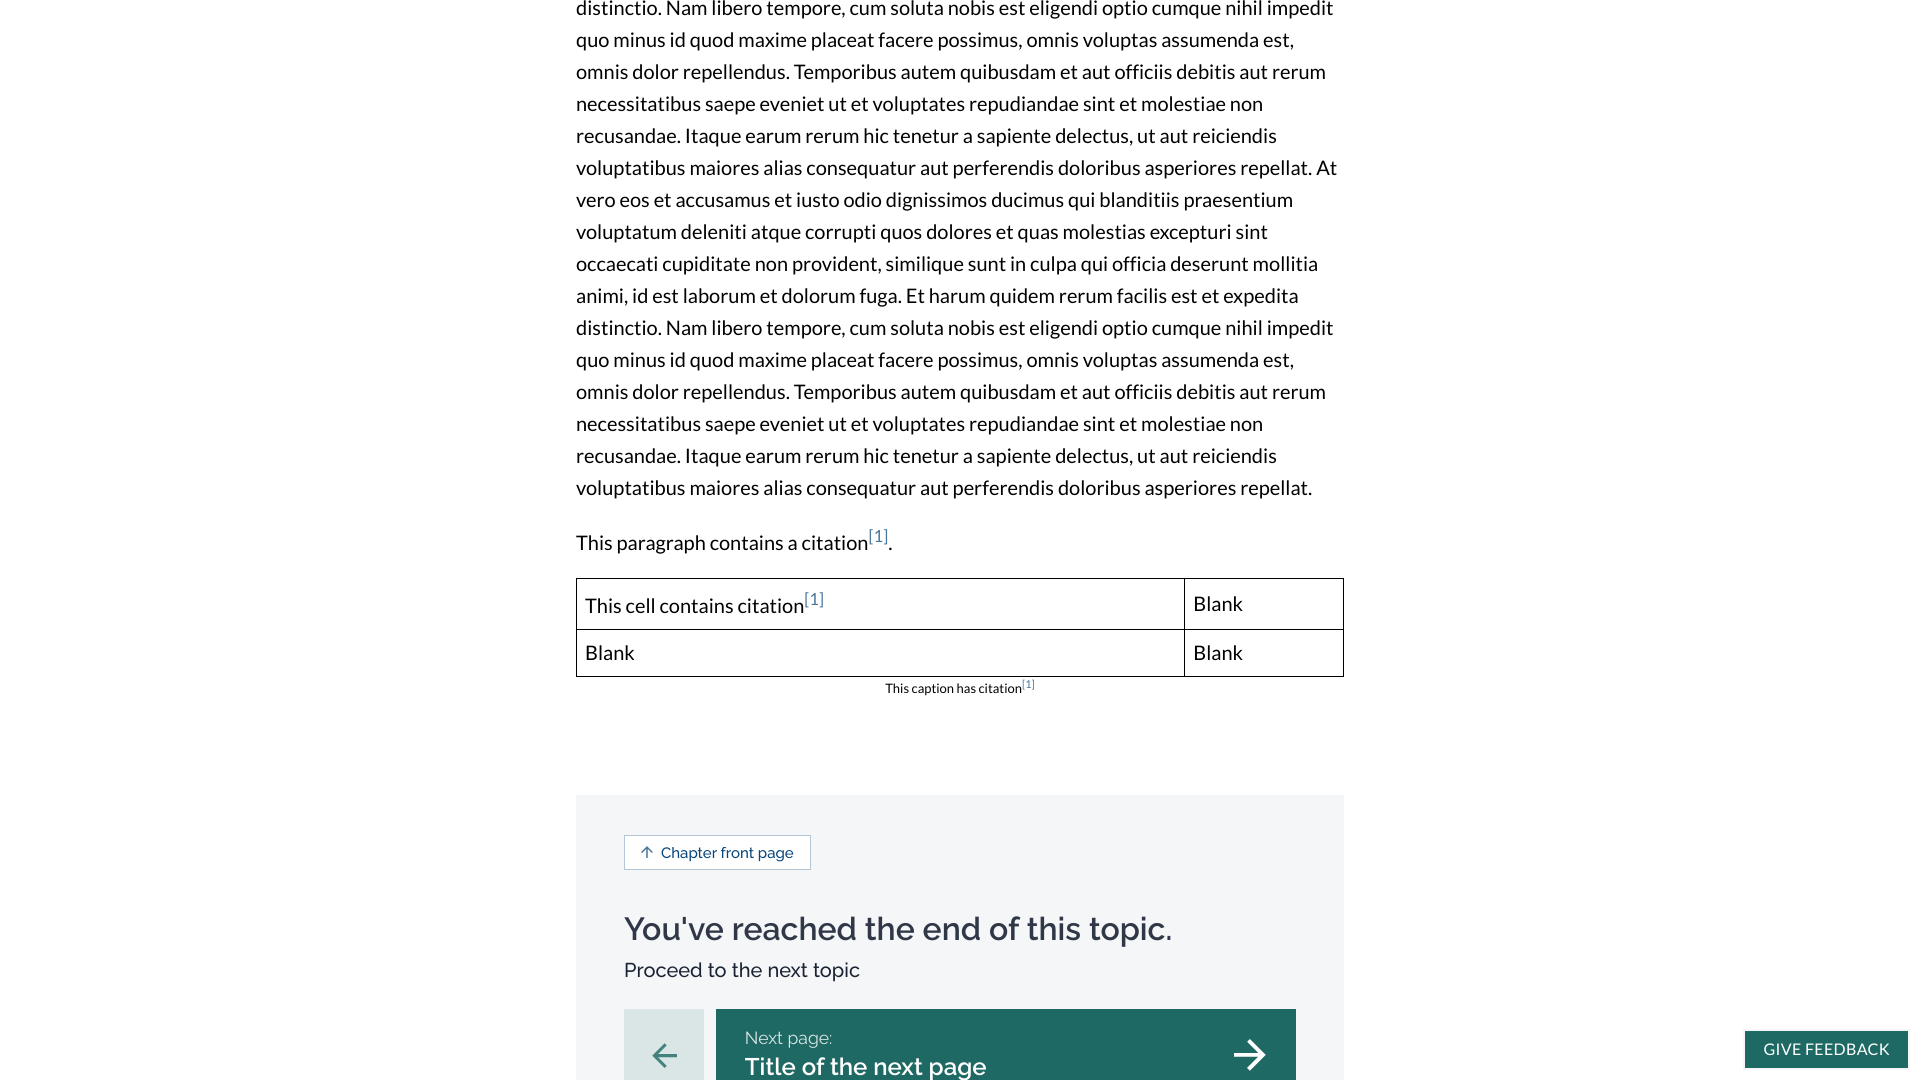 distinctio. Nam libero tempore, cum soluta nobis est eligendi optio cumque nihil impedit
quo minus id quod maxime placeat facere possimus, omnis voluptas assumenda est,
omnis dolor repellendus. Temporibus autem quibusdam et aut officiis debitis aut rerum
necessitatibus saepe eveniet ut et voluptates repudiandae sint et molestiae non
recusandae. Itaque earum rerum hic tenetur a sapiente delectus, ut aut reiciendis
voluptatibus maiores alias consequatur aut perferendis doloribus asperiores repellat. At
vero eos et accusamus et iusto odio dignissimos ducimus qui blanditiis praesentium
voluptatum deleniti atque corrupti quos dolores et quas molestias excepturi sint
occaecati cupiditate non provident, similique sunt in culpa qui officia deserunt mollitia
animi, id est laborum et dolorum fuga. Et harum quidem rerum facilis est et expedita
distinctio. Nam libero tempore, cum soluta nobis est eligendi optio cumque nihil impedit
quo minus id quod maxime placeat facere possimus, omnis voluptas assumenda est,
omnis dolor repellendus. Temporibus autem quibusdam et aut officiis debitis aut rerum
necessitatibus saepe eveniet ut et voluptates repudiandae sint et molestiae non
recusandae. Itaque earum rerum hic tenetur a sapiente delectus, ut aut reiciendis
voluptatibus maiores alias consequatur aut perferendis doloribus asperiores repellat.
This paragraph contains a citation[1].
This cell contains citation[1] Blank
Blank Blank
This caption has citation[1]
Chapter front page
You've reached the end of this topic.
Proceed to the next topic
Next page:
Title of the next page
GIVE FEEDBACK